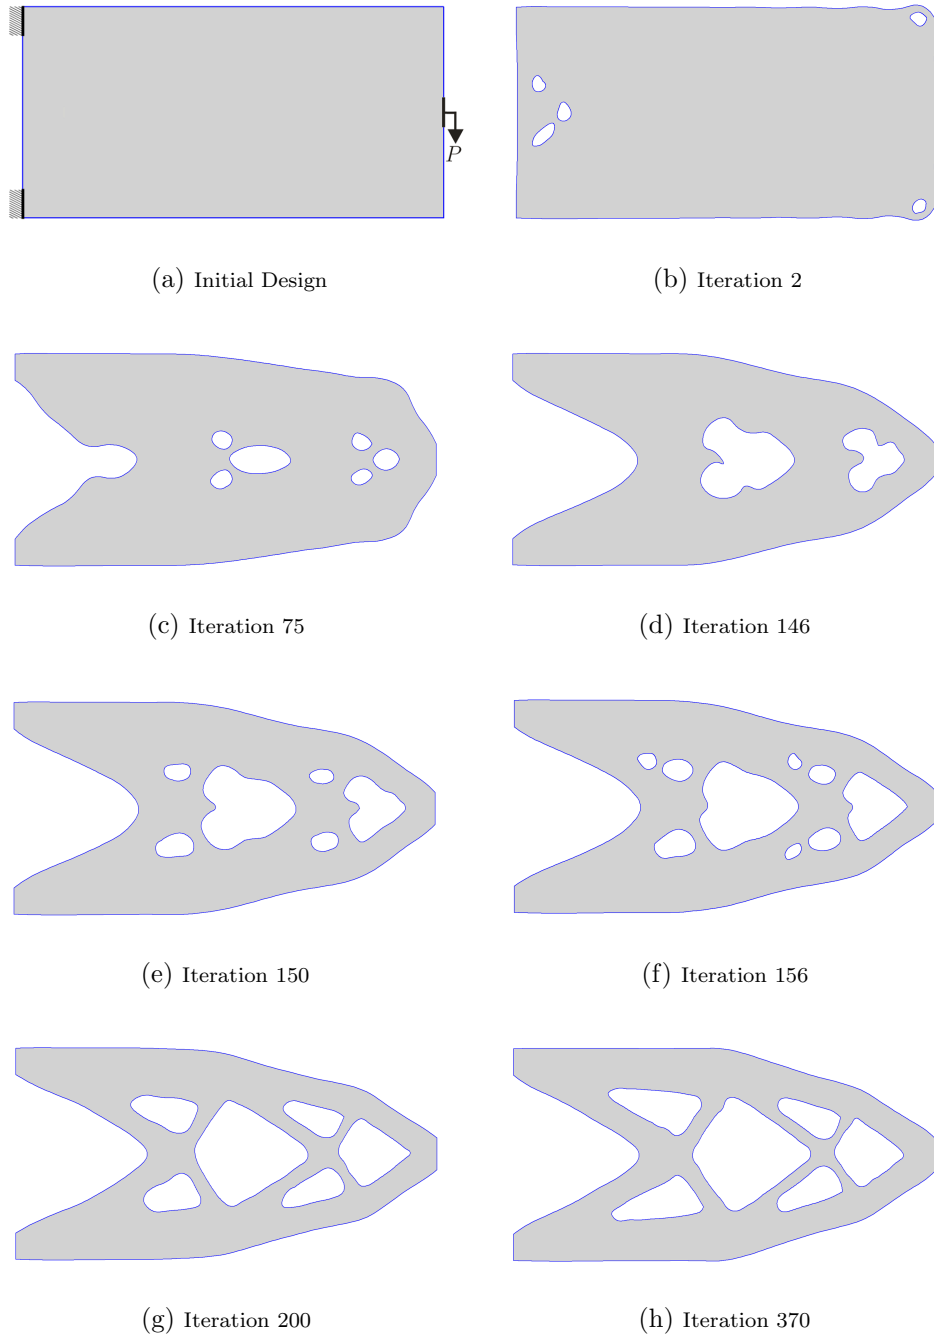 P
(a) Initial Design
(b) Iteration 2
(c) Iteration 75
(d) Iteration 146
(e) Iteration 150
(f) Iteration 156
(g) Iteration 200
(h) Iteration 370